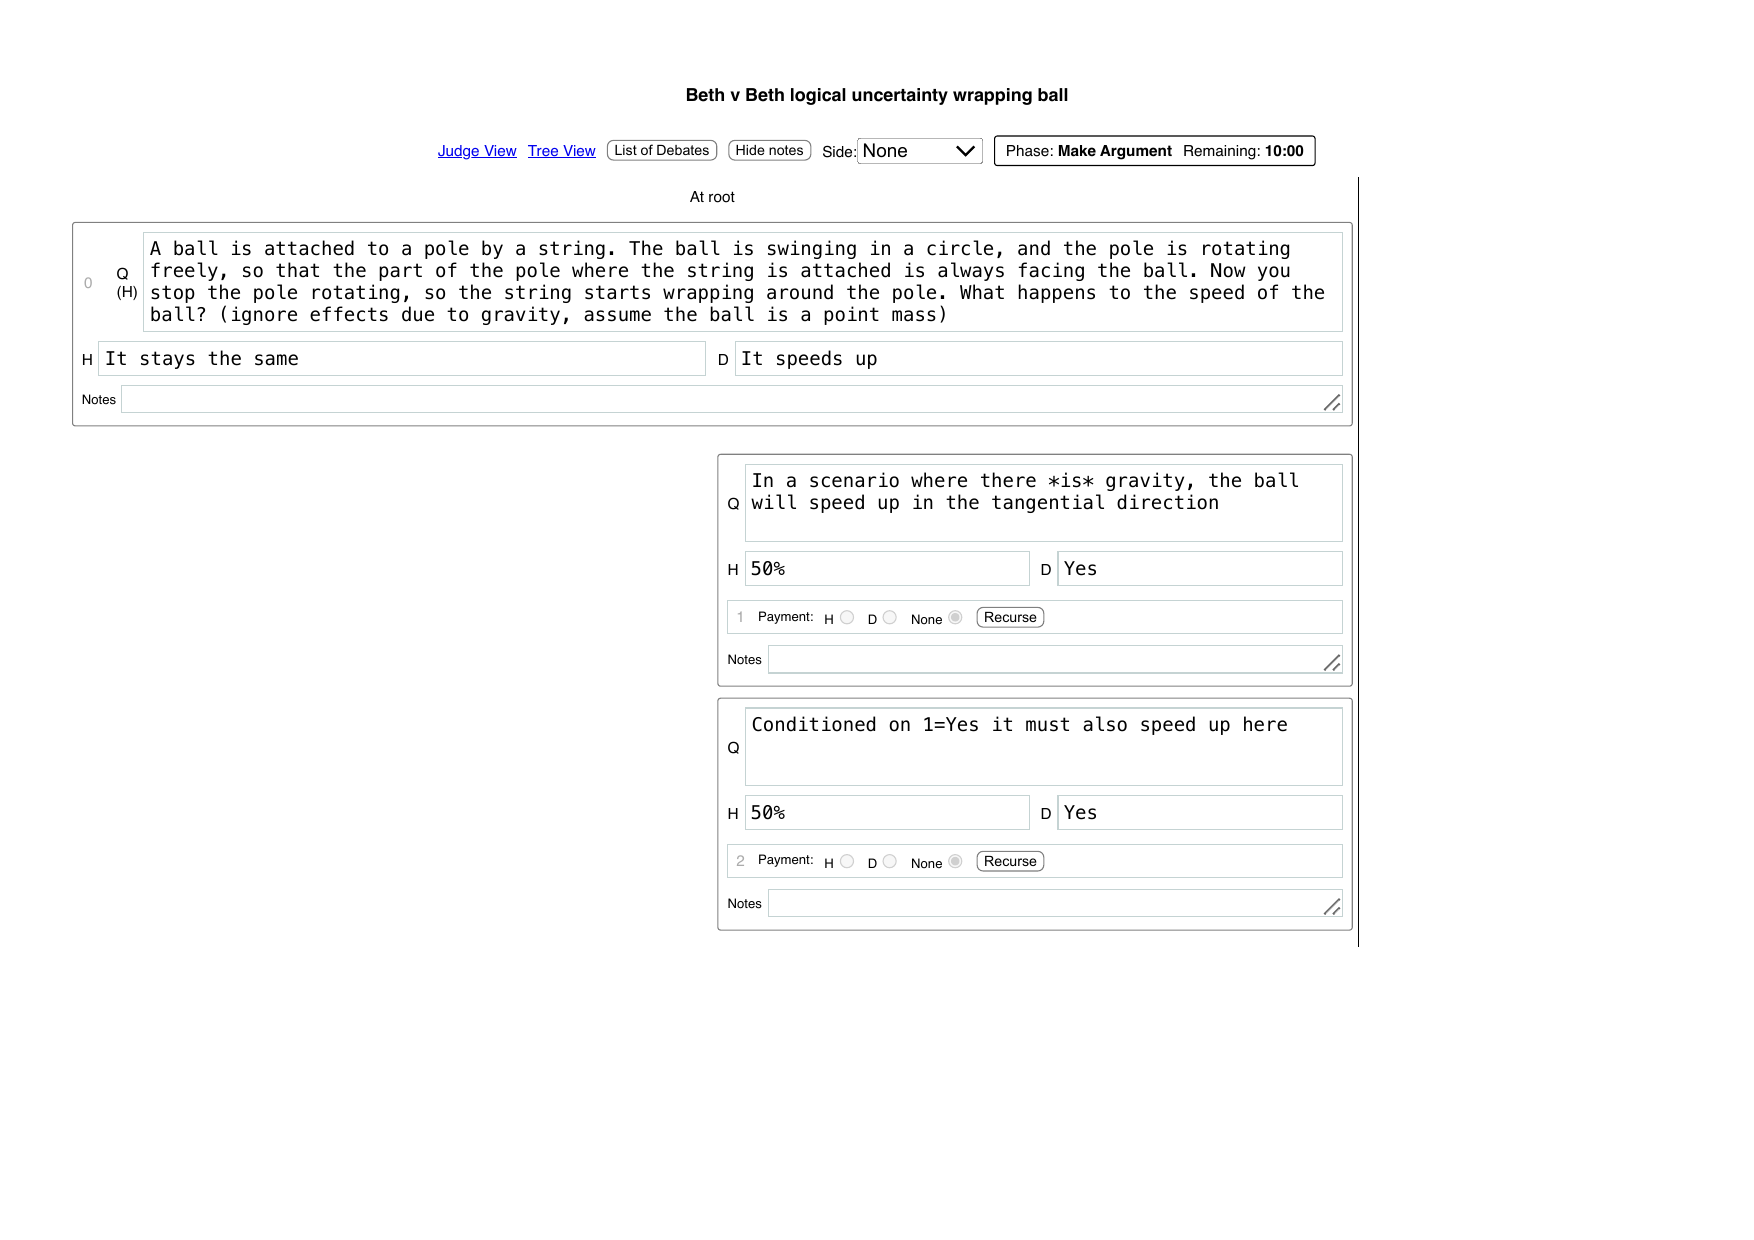 Beth v Beth logical uncertainty wrapping ball
Judge View Tree View List of Debates Hide notes Side: None Phase: Make Argument Remaining: 10:00
At root
0
Q
(H)
A ball is attached to a pole by a string. The ball is swinging in a circle, and the pole is rotating
freely, so that the part of the pole where the string is attached is always facing the ball. Now you
stop the pole rotating, so the string starts wrapping around the pole. What happens to the speed of the
ball? (ignore effects due to gravity, assume the ball is a point mass)
H It stays the same D It speeds up
Notes
Q
In a scenario where there *is* gravity, the ball
will speed up in the tangential direction
H 50% D Yes
1 Payment: H D None Recurse
Notes
Q
Conditioned on 1=Yes it must also speed up here
H 50% D Yes
2 Payment: H D None Recurse
Notes